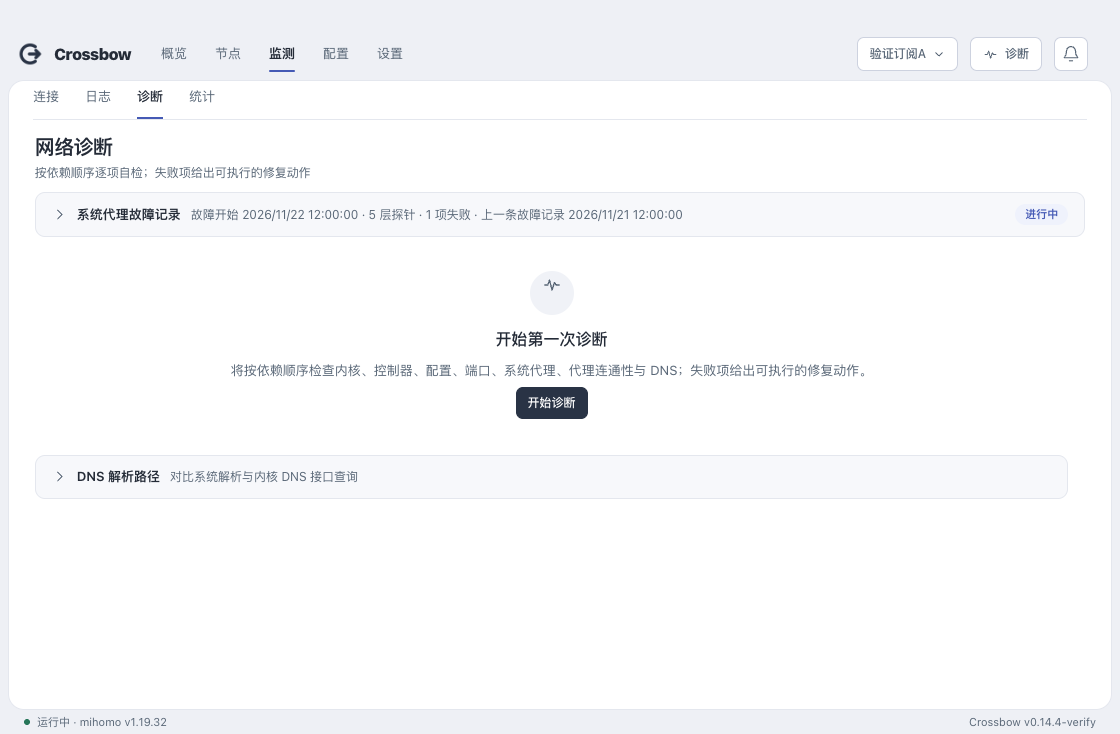 Crossbow 概览 节点 监测 配置 设置 验证订阅A 诊断
连接 日志 诊断 统计
网络诊断
按依赖顺序逐项自检；失败项给出可执行的修复动作
系统代理故障记录 故障开始 2026/11/22 12:00:00 · 5 层探针 · 1 项失败 · 上一条故障记录 2026/11/21 12:00:00 进行中
开始第一次诊断
将按依赖顺序检查内核、控制器、配置、端口、系统代理、代理连通性与 DNS；失败项给出可执行的修复动作。
开始诊断
DNS 解析路径 对比系统解析与内核 DNS 接口查询
运行中 · mihomo v1.19.32 Crossbow v0.14.4-verify